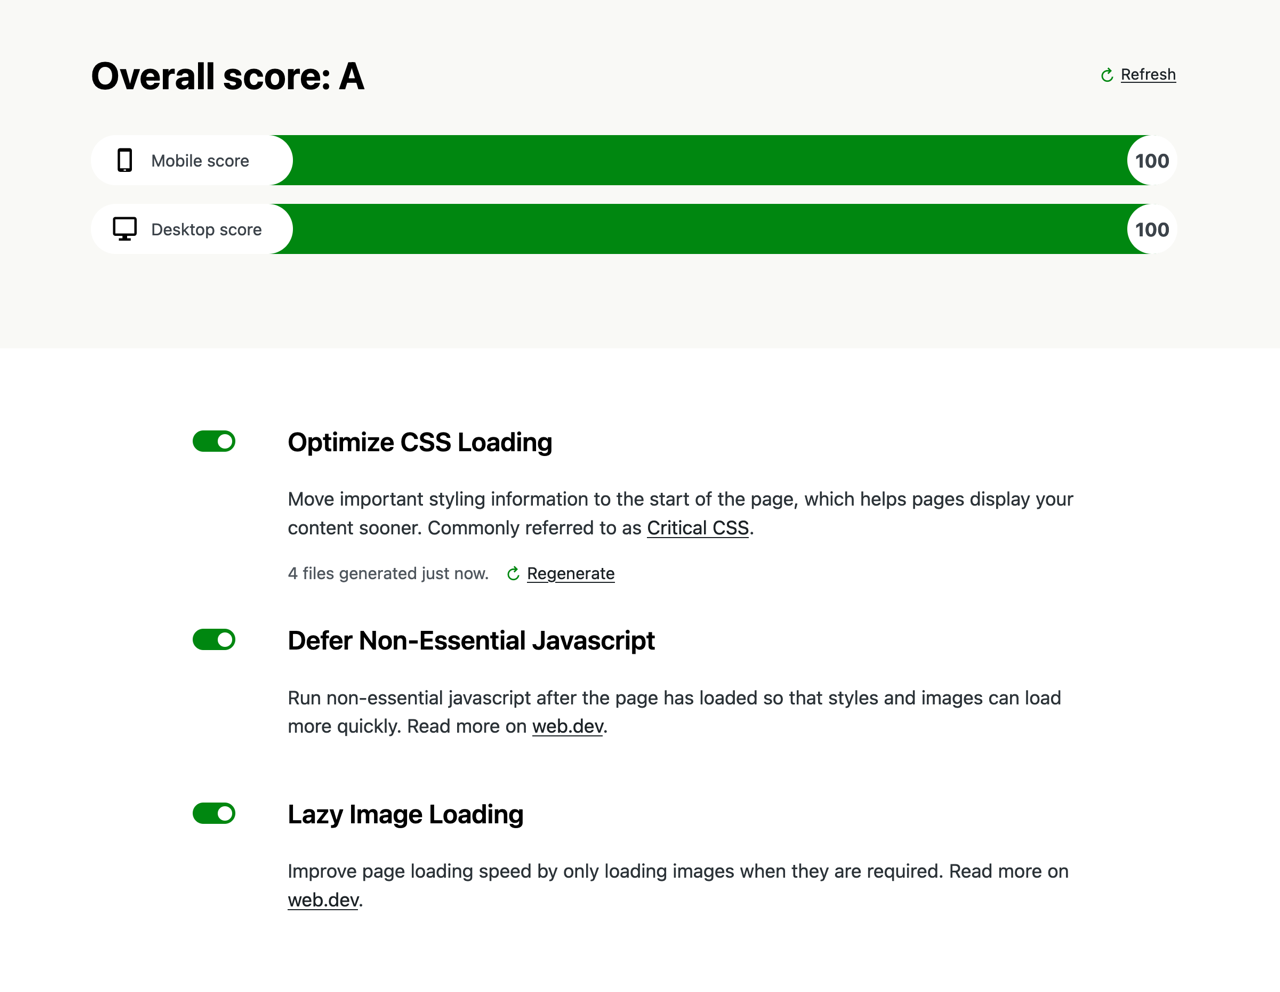 Overall score: A
Refresh
Mobile score
100
Desktop score
100
Optimize CSS Loading
Move important styling information to the start of the page, which helps pages display your
content sooner. Commonly referred to as Critical CSS.
4 files generated just now. Regenerate
Defer Non-Essential Javascript
Run non-essential javascript after the page has loaded so that styles and images can load
more quickly. Read more on web.dev.
Lazy Image Loading
Improve page loading speed by only loading images when they are required. Read more on
web.dev.